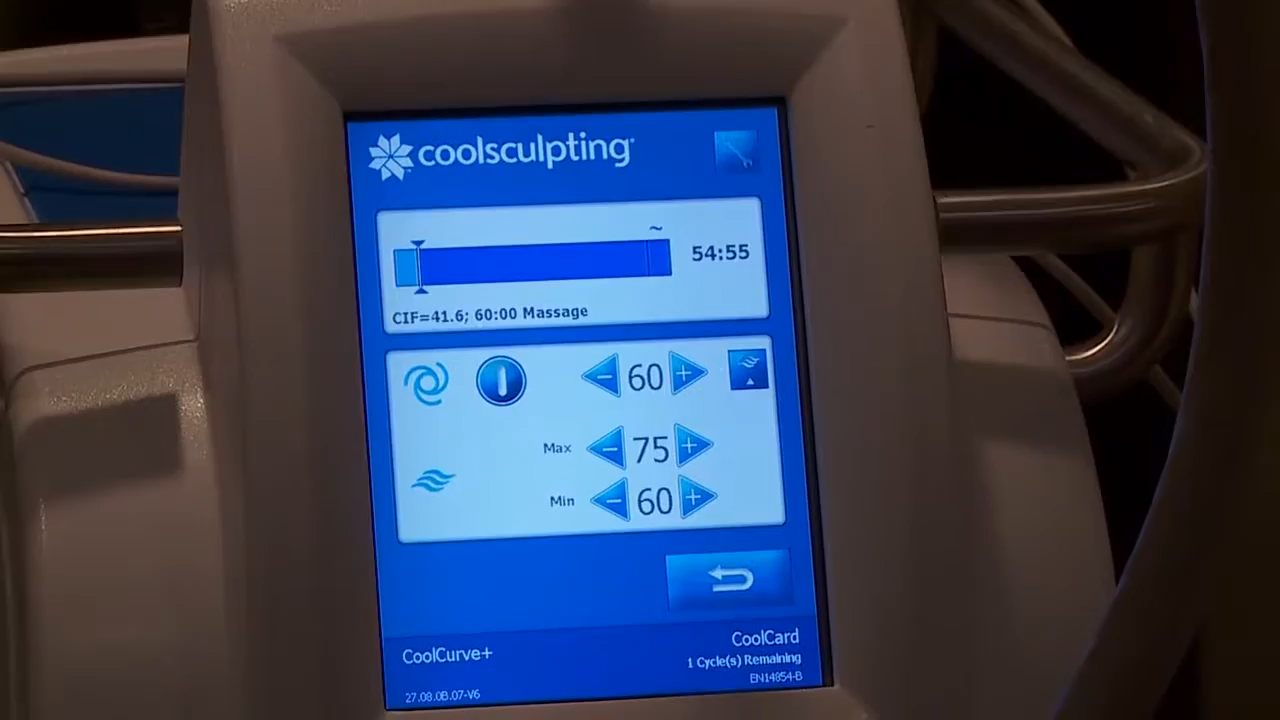 coolsculpting
~
54:55
CIF=41.6; 60:00 Massage
− 60 +
Max − 75 +
Min − 60 +
CoolCurve+
CoolCard
1 Cycle(s) Remaining
EN14854-B
27.08.0B.07-V6